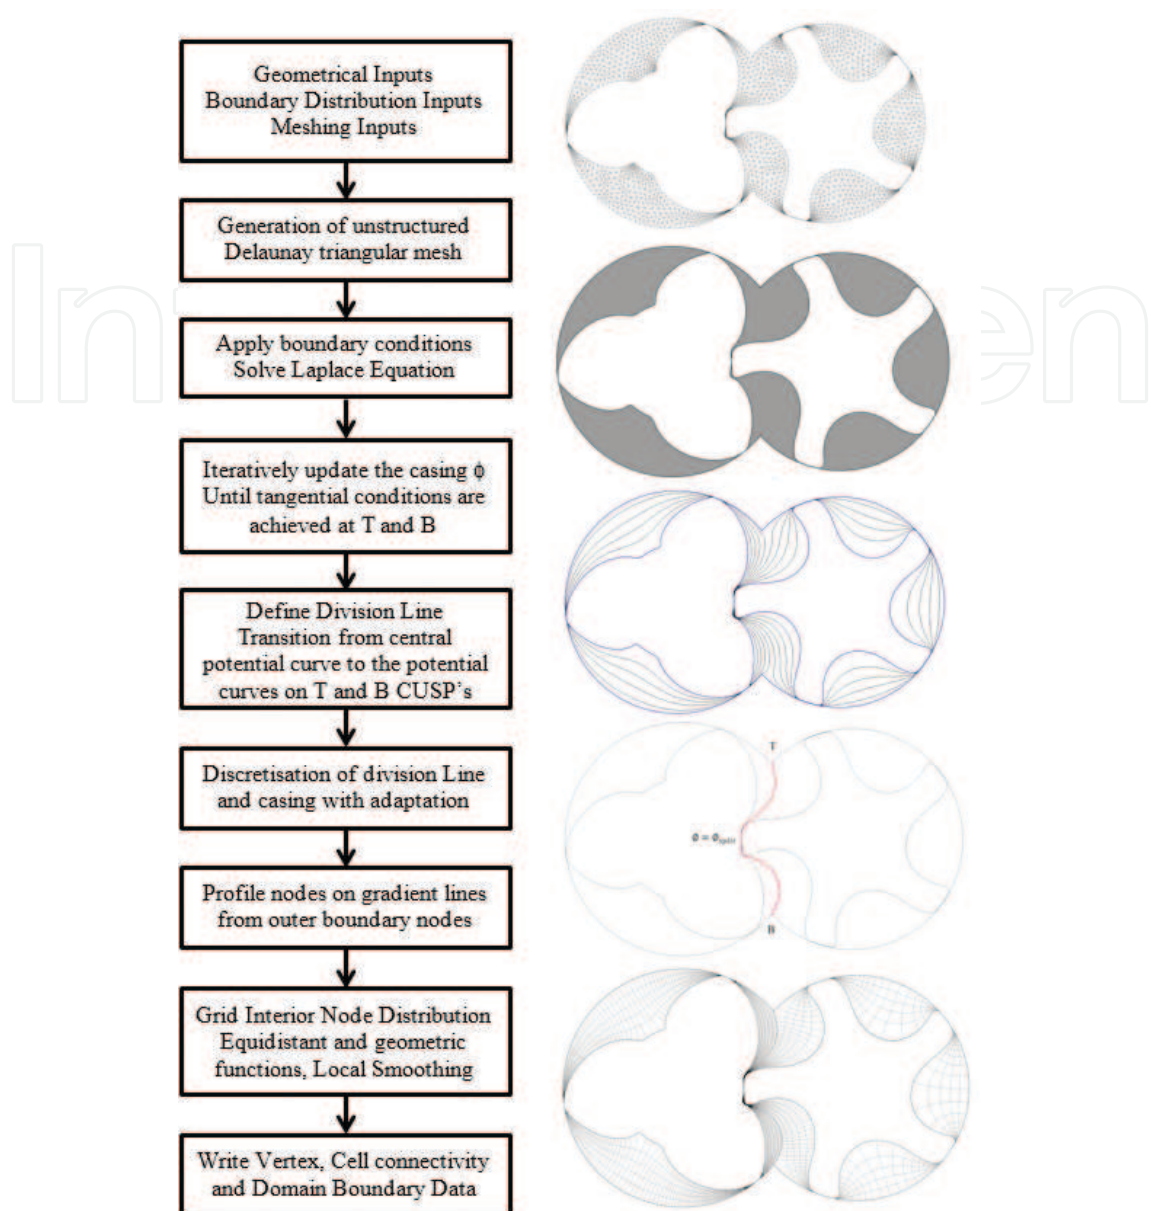 Geometrical Inputs
Boundary Distribution Inputs
Meshing Inputs
Generation of unstructured
Delaunay triangular mesh
Apply boundary conditions
Solve Laplace Equation
Iteratively update the casing ϕ
Until tangential conditions are
achieved at T and B
Define Division Line
Transition from central
potential curve to the potential
curves on T and B CUSP's
Discretisation of division Line
and casing with adaptation
Profile nodes on gradient lines
from outer boundary nodes
Grid Interior Node Distribution
Equidistant and geometric
functions, Local Smoothing
Write Vertex, Cell connectivity
and Domain Boundary Data
T
ϕ = ϕsplit
B
In
en